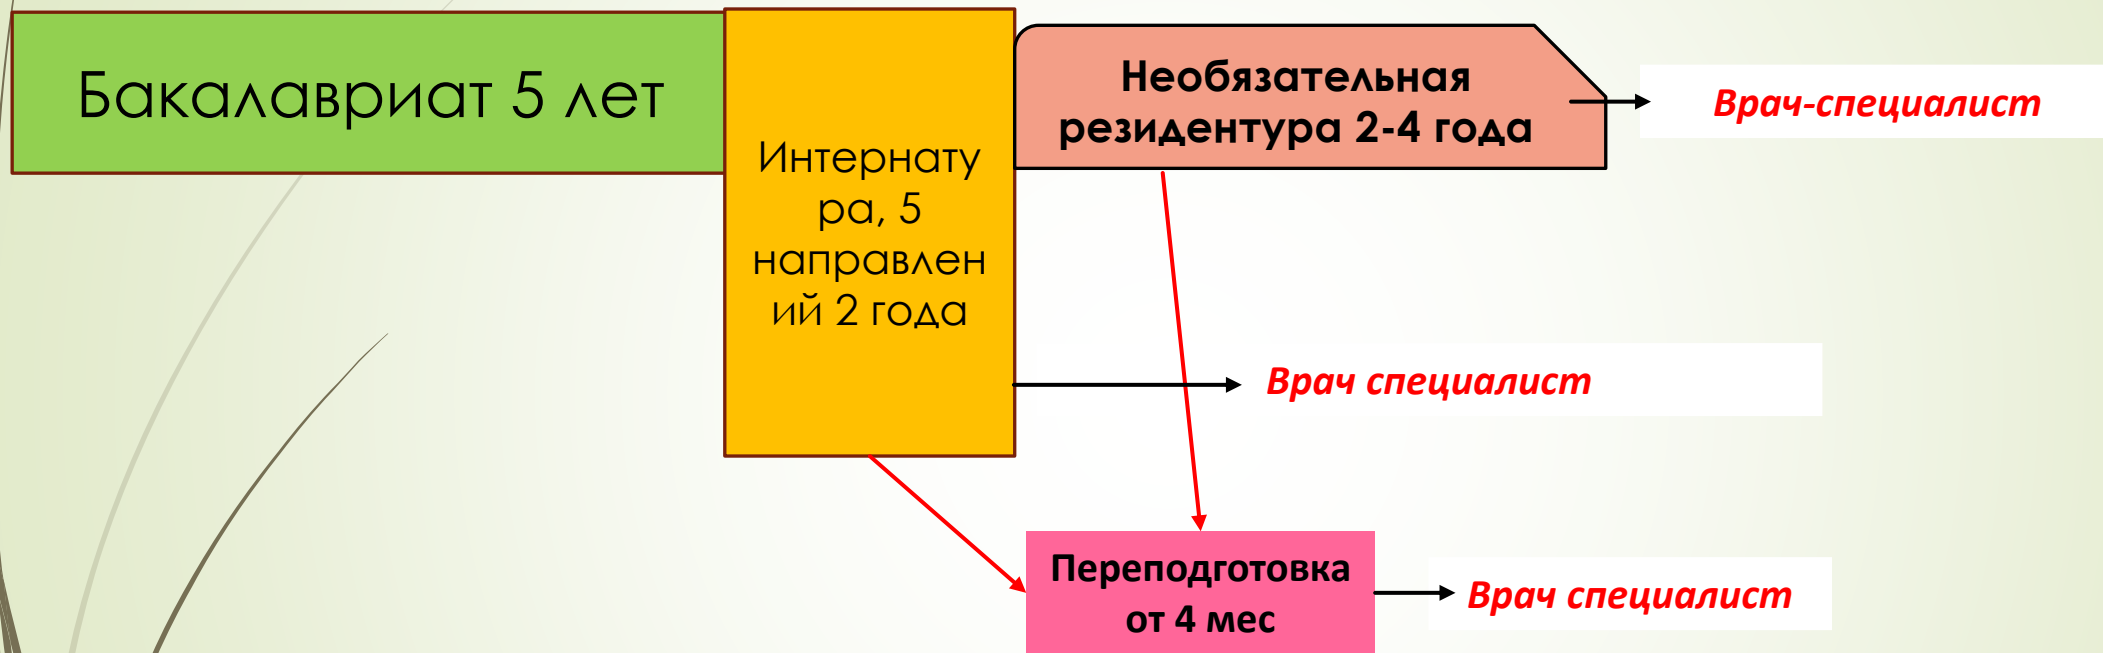 Бакалавриат 5 лет
Интернату
ра, 5
направлен
ий 2 года
Необязательная
резидентура 2-4 года
Врач-специалист
Врач специалист
Переподготовка
от 4 мес
Врач специалист